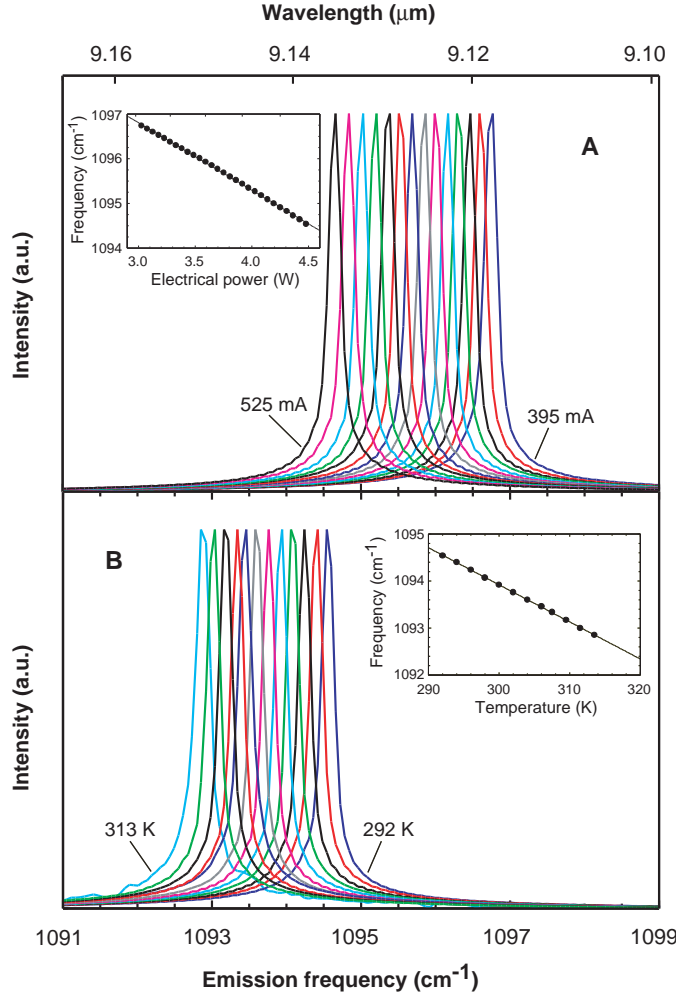 Wavelength (μm)
9.16 9.14 9.12 9.10
A
1097
1096
1095
1094
Frequency (cm-1)
3.0 3.5 4.0 4.5
Electrical power (W)
Intensity (a.u.)
525 mA
395 mA
B
1095
1094
1093
1092
Frequency (cm-1)
290 300 310 320
Temperature (K)
Intensity (a.u.)
313 K
292 K
1091 1093 1095 1097 1099
Emission frequency (cm-1)